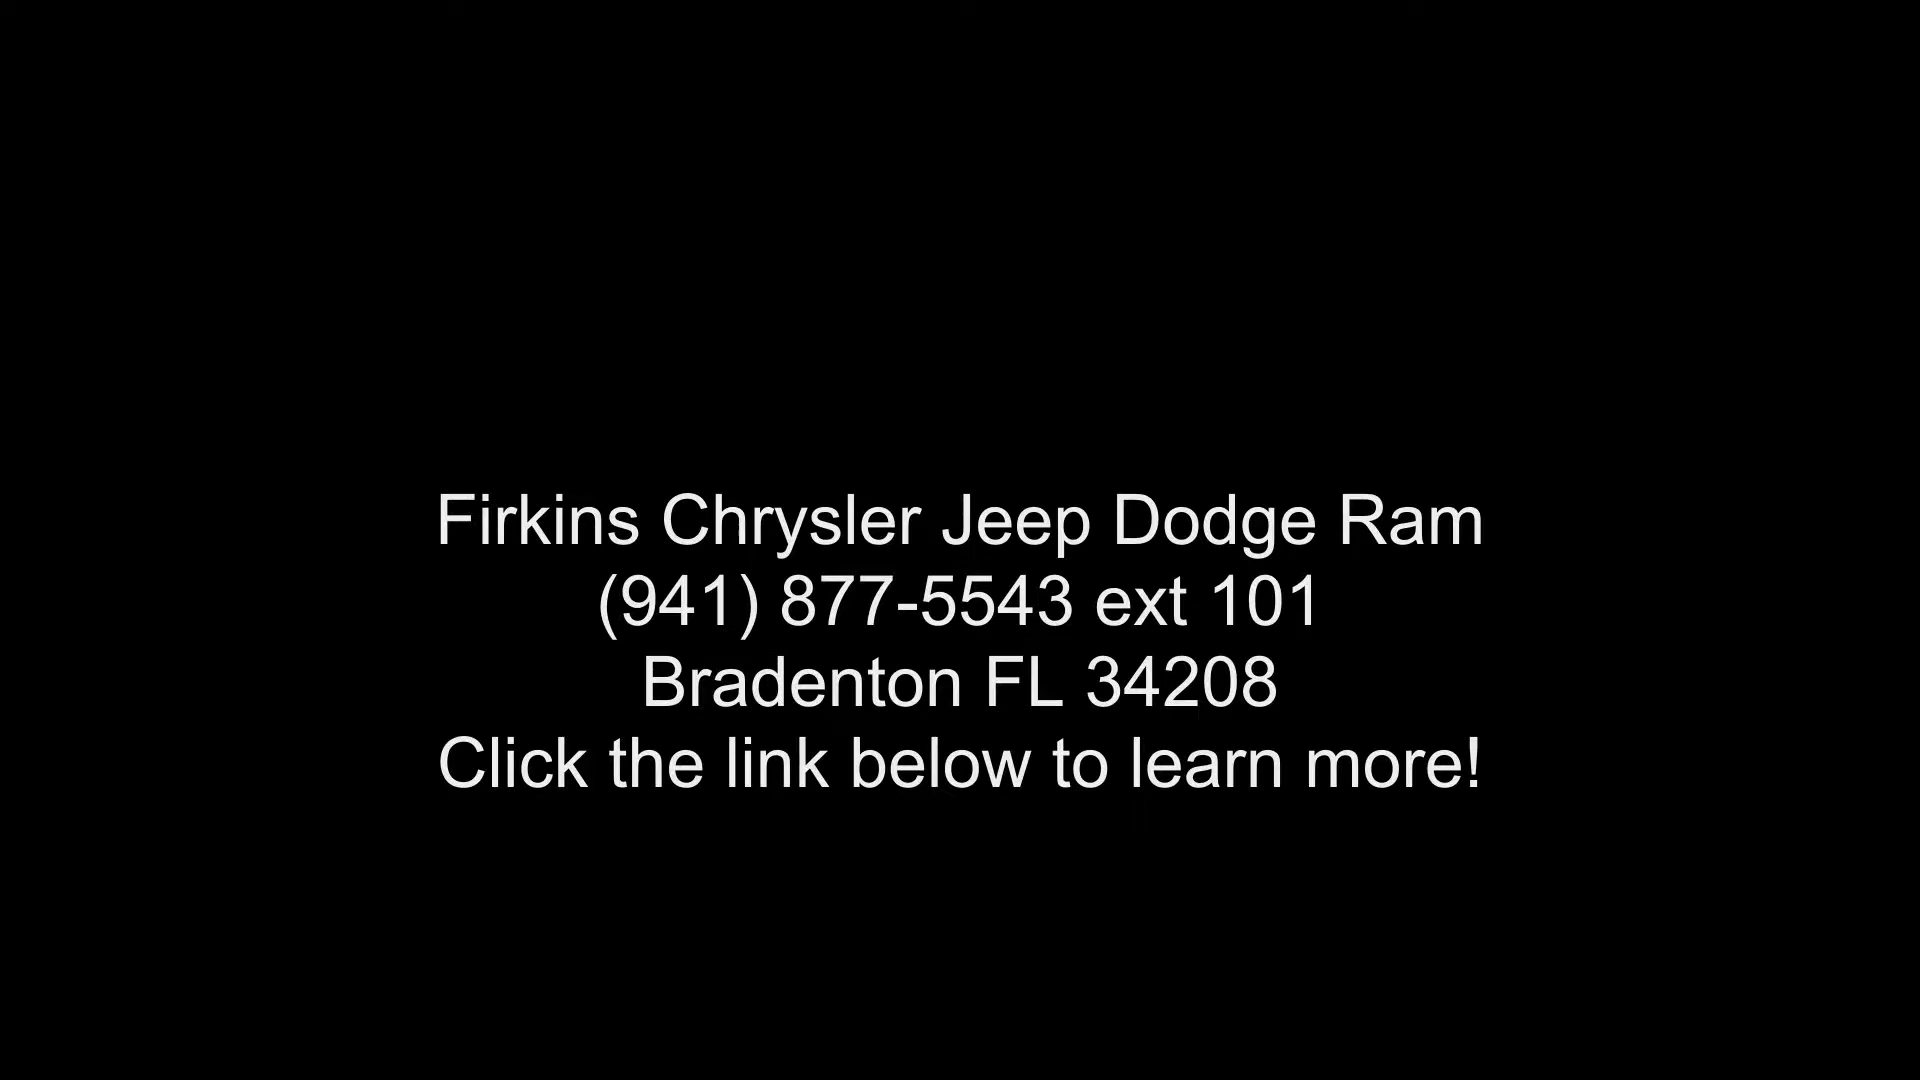 Firkins Chrysler Jeep Dodge Ram
(941) 877-5543 ext 101
Bradenton FL 34208
Click the link below to learn more!